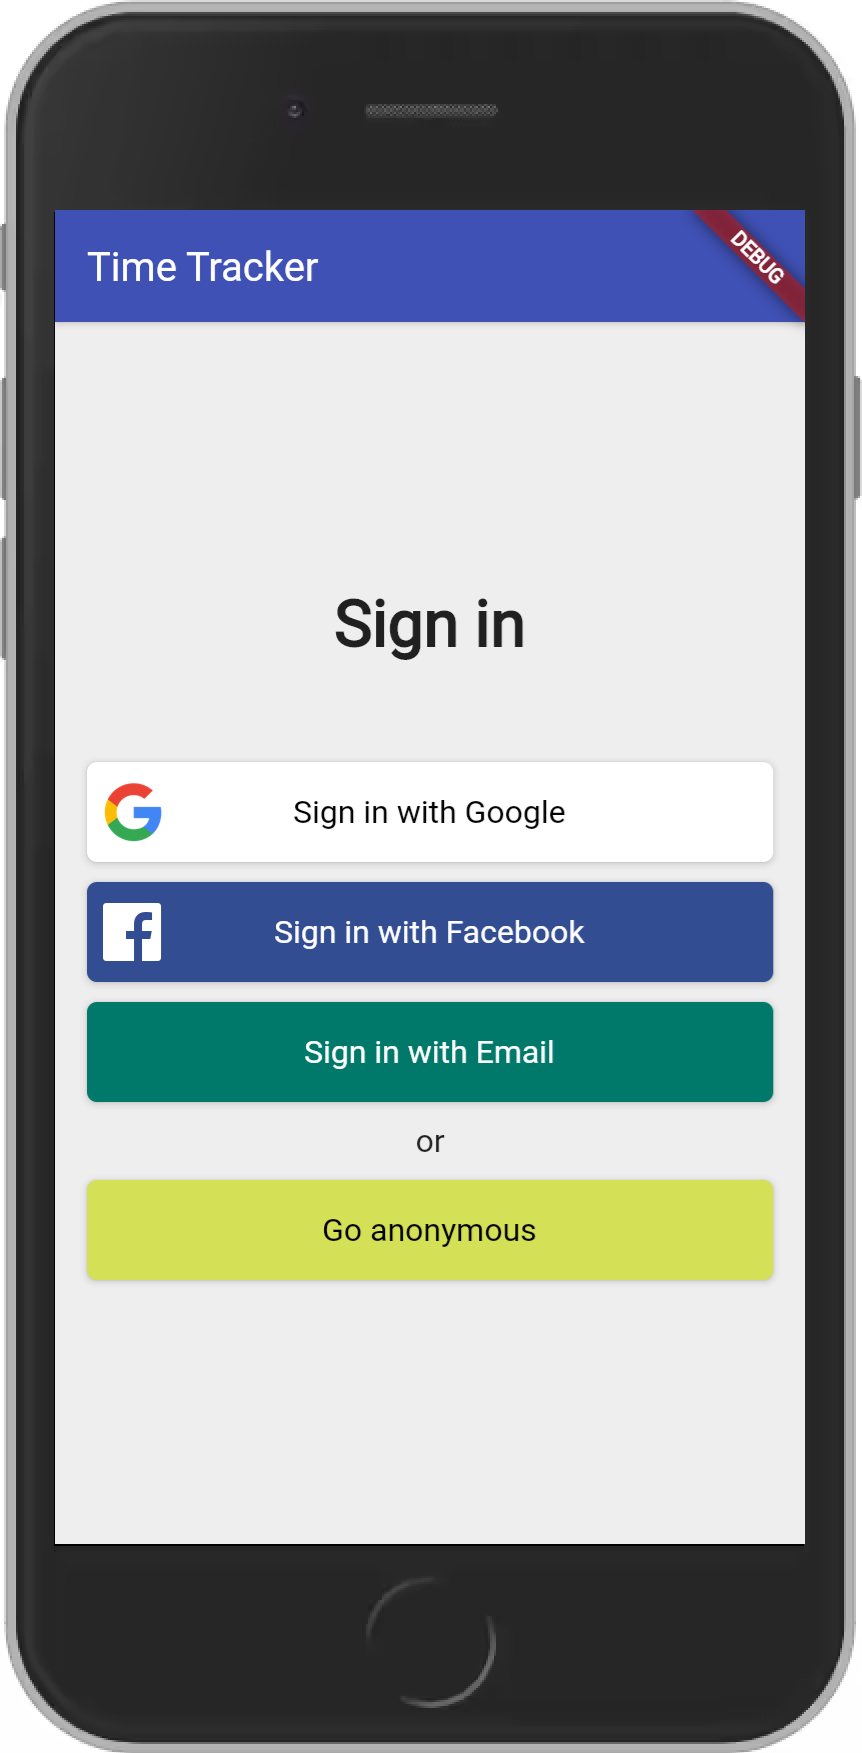 Time Tracker
DEBUG
Sign in
Sign in with Google
Sign in with Facebook
Sign in with Email
or
Go anonymous